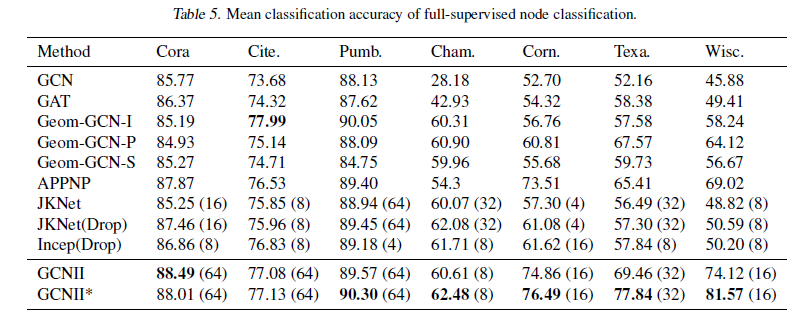 Table 5. Mean classification accuracy of full-supervised node classification.
Method Cora Cite. Pumb. Cham. Corn. Texa. Wisc.
GCN 85.77 73.68 88.13 28.18 52.70 52.16 45.88
GAT 86.37 74.32 87.62 42.93 54.32 58.38 49.41
Geom-GCN-I 85.19 77.99 90.05 60.31 56.76 57.58 58.24
Geom-GCN-P 84.93 75.14 88.09 60.90 60.81 67.57 64.12
Geom-GCN-S 85.27 74.71 84.75 59.96 55.68 59.73 56.67
APPNP 87.87 76.53 89.40 54.3 73.51 65.41 69.02
JKNet 85.25 (16) 75.85 (8) 88.94 (64) 60.07 (32) 57.30 (4) 56.49 (32) 48.82 (8)
JKNet(Drop) 87.46 (16) 75.96 (8) 89.45 (64) 62.08 (32) 61.08 (4) 57.30 (32) 50.59 (8)
Incep(Drop) 86.86 (8) 76.83 (8) 89.18 (4) 61.71 (8) 61.62 (16) 57.84 (8) 50.20 (8)
GCNII 88.49 (64) 77.08 (64) 89.57 (64) 60.61 (8) 74.86 (16) 69.46 (32) 74.12 (16)
GCNII* 88.01 (64) 77.13 (64) 90.30 (64) 62.48 (8) 76.49 (16) 77.84 (32) 81.57 (16)